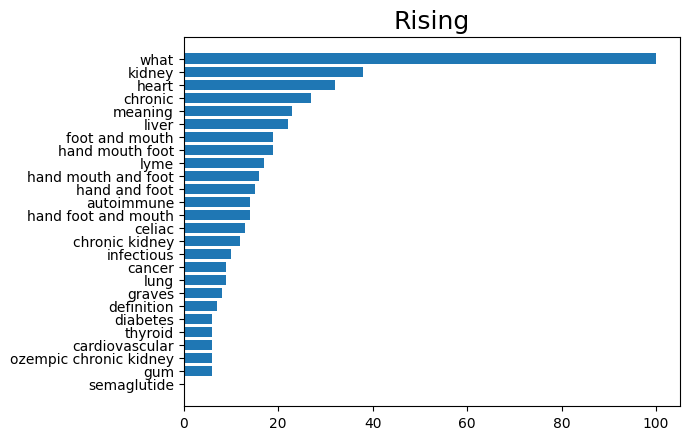 Rising
what
kidney
heart
chronic
meaning
liver
foot and mouth
hand mouth foot
lyme
hand mouth and foot
hand and foot
autoimmune
hand foot and mouth
celiac
chronic kidney
infectious
cancer
lung
graves
definition
diabetes
thyroid
cardiovascular
ozempic chronic kidney
gum
semaglutide
0 20 40 60 80 100